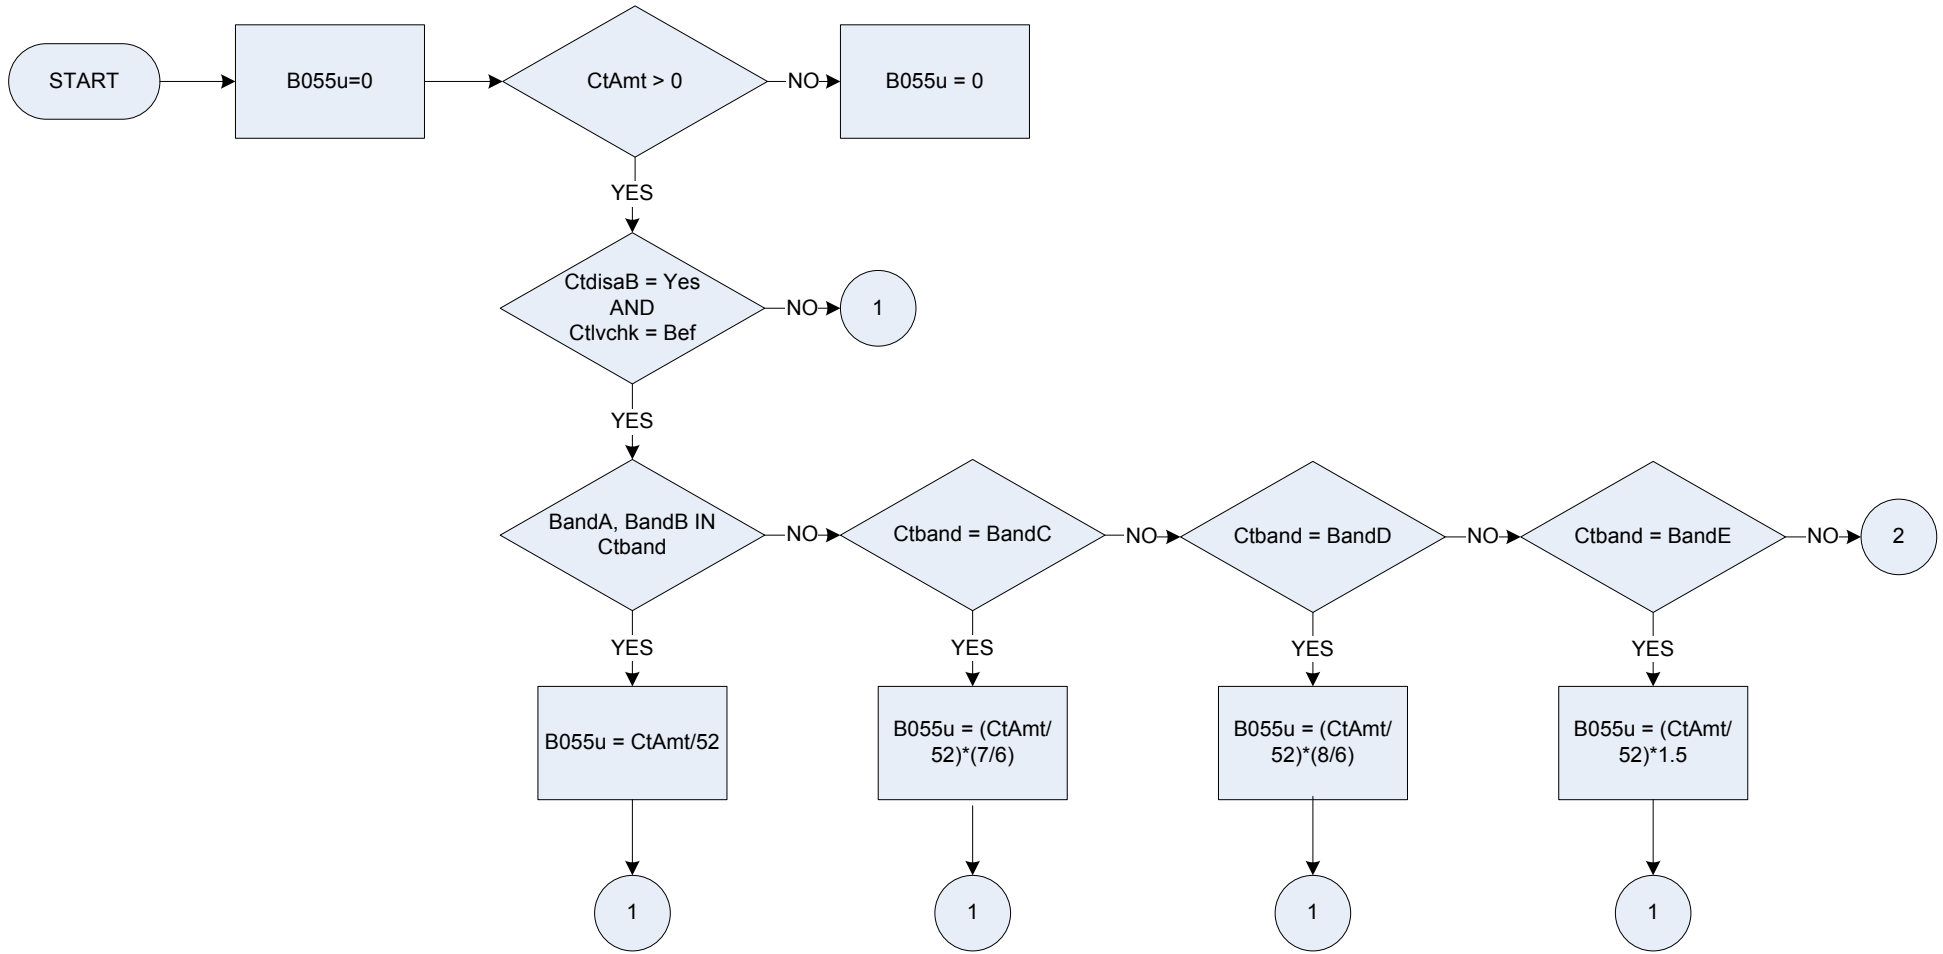 START
B055u=0
CtAmt > 0
NO
B055u = 0
YES
CtdisaB = Yes
AND
Ctlvchk = Bef
NO
1
YES
BandA, BandB IN
Ctband
NO
Ctband = BandC
NO
Ctband = BandD
NO
Ctband = BandE
NO
2
YES
YES
YES
YES
B055u = CtAmt/52
B055u = (CtAmt/
52)*(7/6)
B055u = (CtAmt/
52)*(8/6)
B055u = (CtAmt/
52)*1.5
1
1
1
1